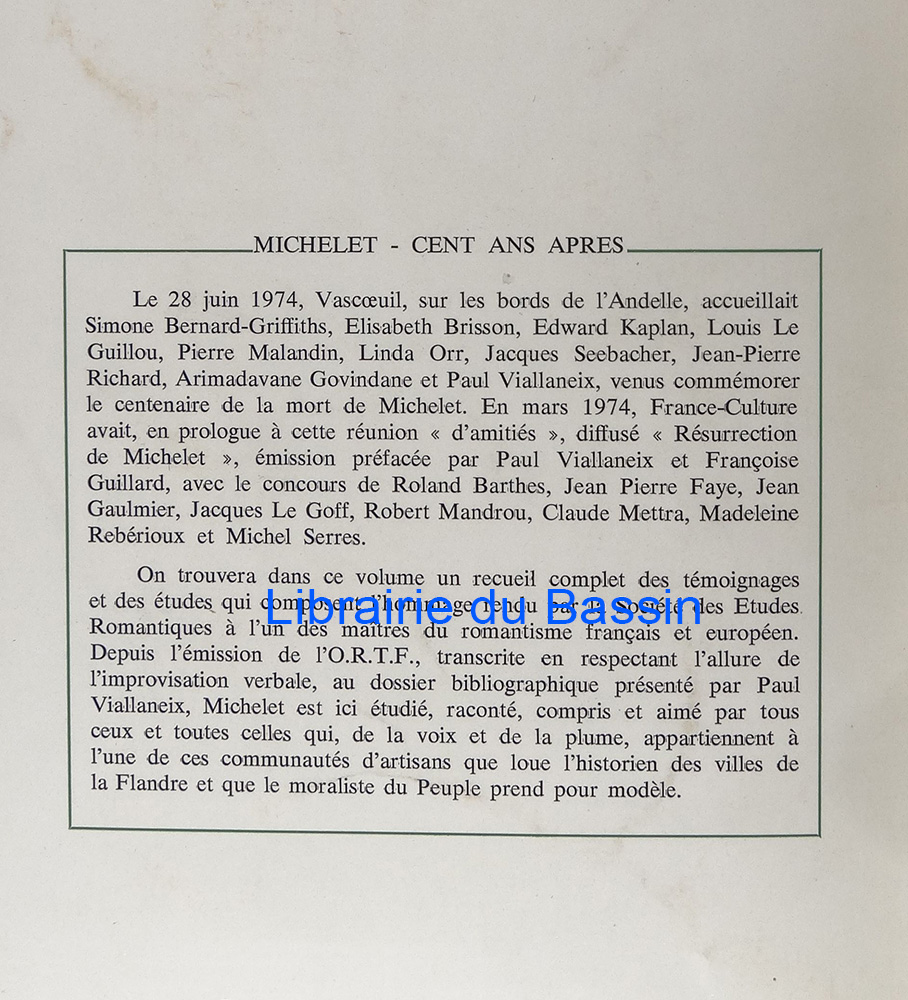 MICHELET - CENT ANS APRES
Le 28 juin 1974, Vascœuil, sur les bords de l'Andelle, accueillait
Simone Bernard-Griffiths, Elisabeth Brisson, Edward Kaplan, Louis Le
Guillou, Pierre Malandin, Linda Orr, Jacques Seebacher, Jean-Pierre
Richard, Arimadavane Govindane et Paul Viallaneix, venus commémorer
le centenaire de la mort de Michelet. En mars 1974, France-Culture
avait, en prologue à cette réunion « d'amitiés », diffusé « Résurrection
de Michelet », émission préfacée par Paul Viallaneix et Françoise
Guillard, avec le concours de Roland Barthes, Jean Pierre Faye, Jean
Gaulmier, Jacques Le Goff, Robert Mandrou, Claude Mettra, Madeleine
Rebérioux et Michel Serres.
On trouvera dans ce volume un recueil complet des témoignages
et des études qui composent l'hommage rendu par la Société des Etudes
Librairie du Bassin
Romantiques à l'un des maîtres du romantisme français et européen.
Depuis l'émission de l'O.R.T.F., transcrite en respectant l'allure de
l'improvisation verbale, au dossier bibliographique présenté par Paul
Viallaneix, Michelet est ici étudié, raconté, compris et aimé par tous
ceux et toutes celles qui, de la voix et de la plume, appartiennent à
l'une de ces communautés d'artisans que loue l'historien des villes de
la Flandre et que le moraliste du Peuple prend pour modèle.